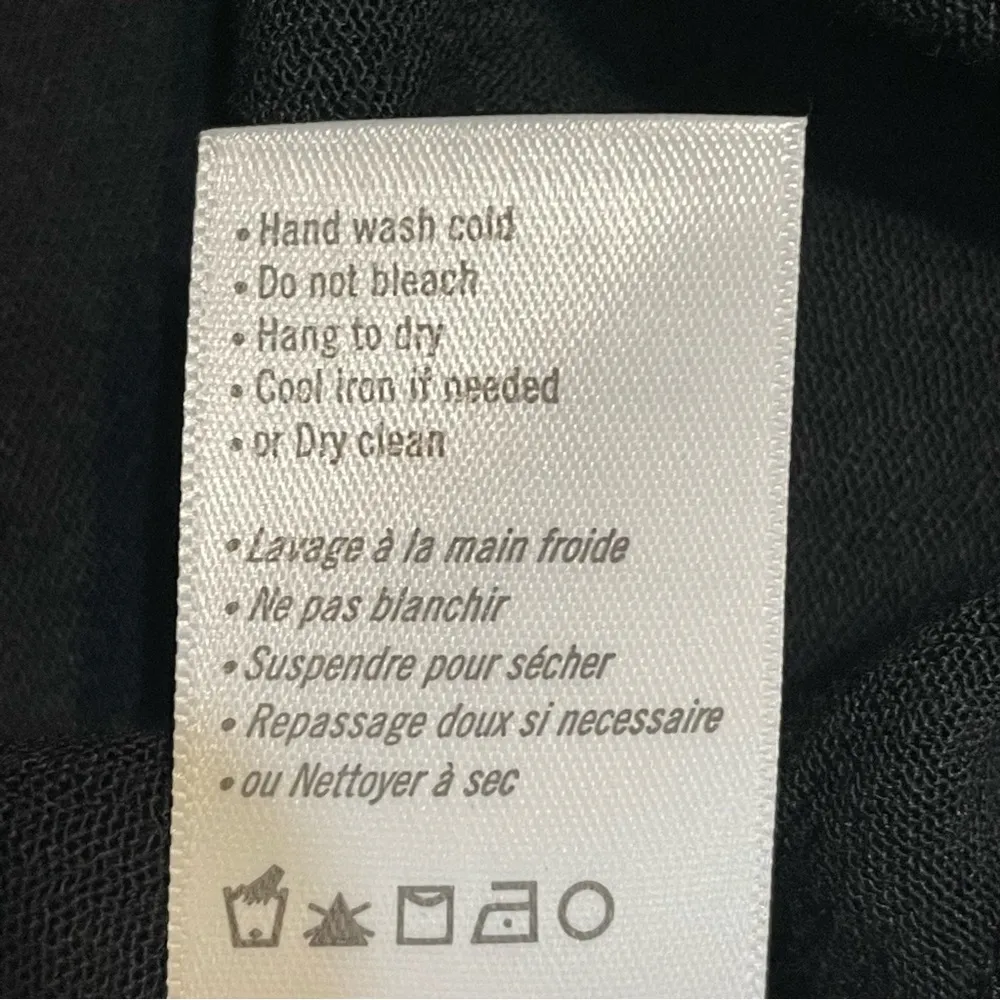 • Hand wash cold
• Do not bleach
• Hang to dry
• Cool iron if needed
• or Dry clean
• Lavage à la main froide
• Ne pas blanchir
• Suspendre pour sécher
• Repassage doux si necessaire
• ou Nettoyer à sec